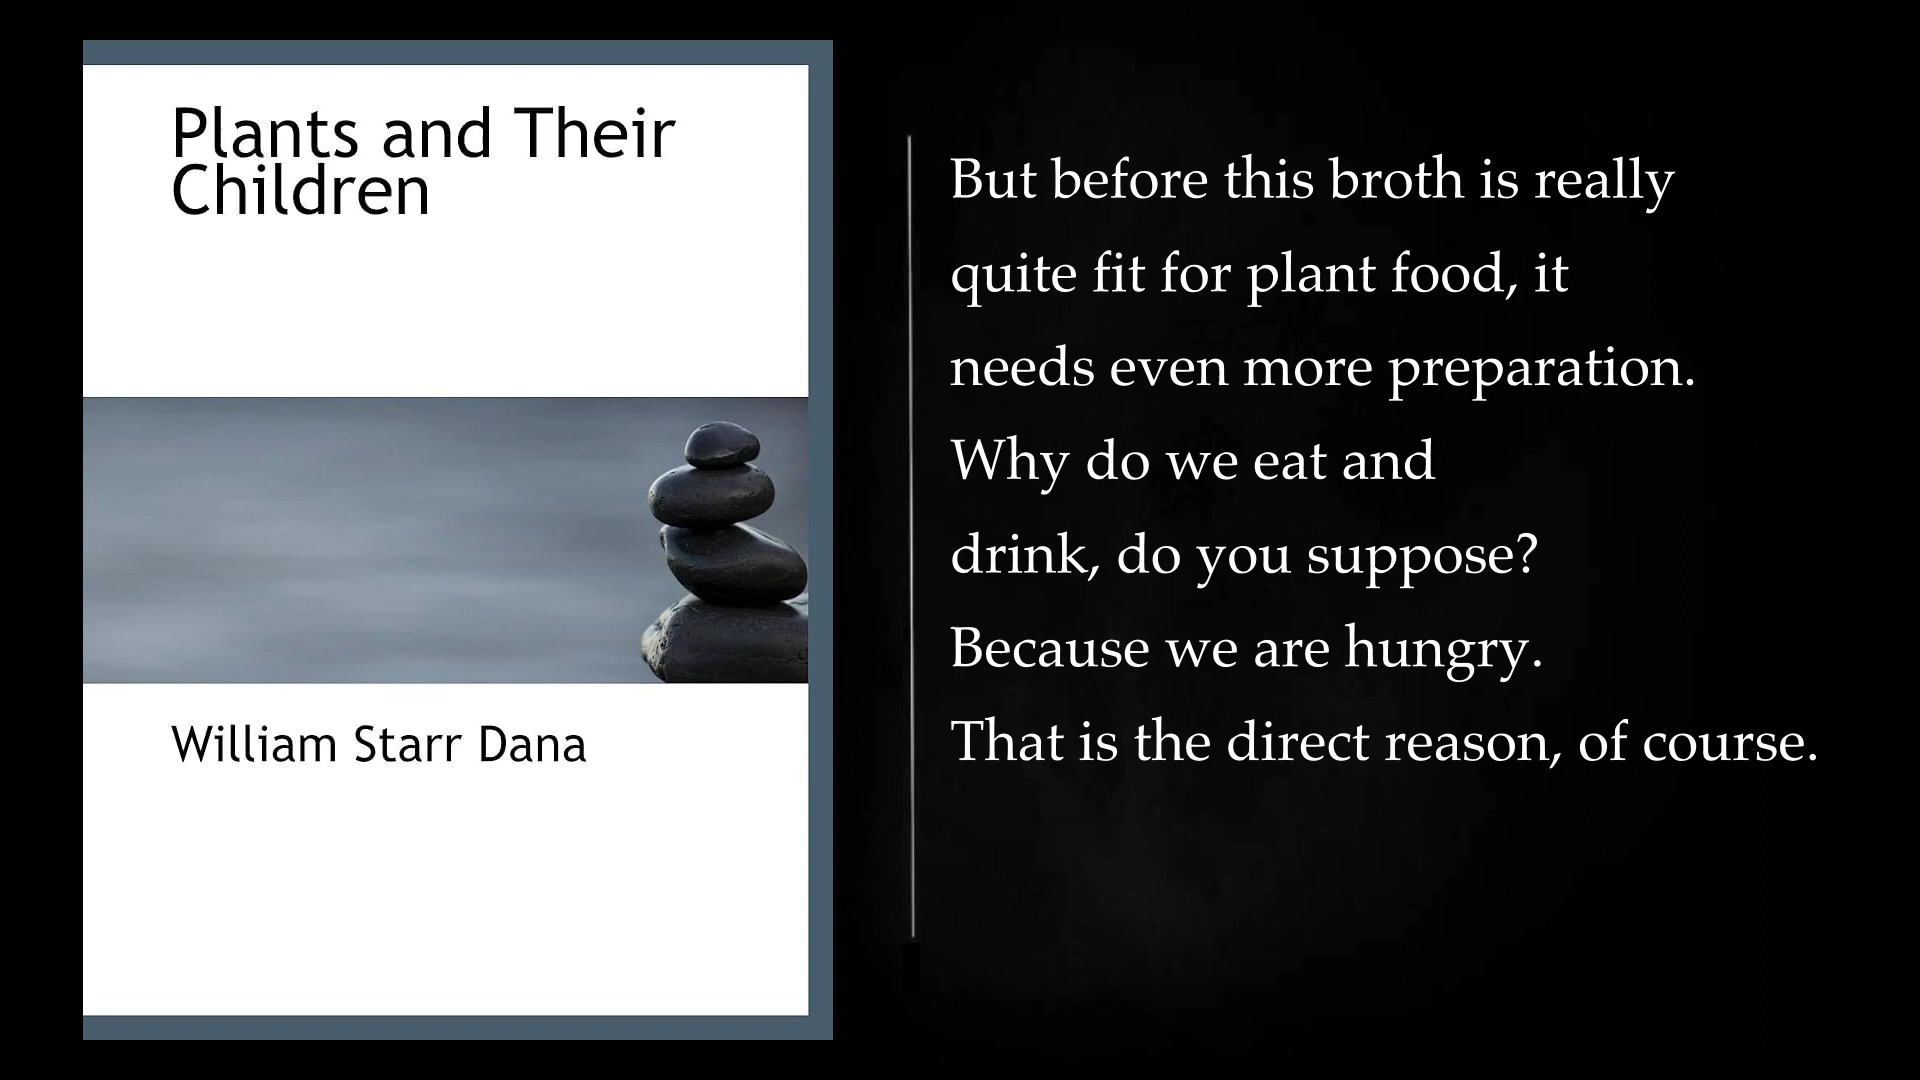 Plants and Their
Children
William Starr Dana
But before this broth is really
quite fit for plant food, it
needs even more preparation.
Why do we eat and
drink, do you suppose?
Because we are hungry.
That is the direct reason, of course.